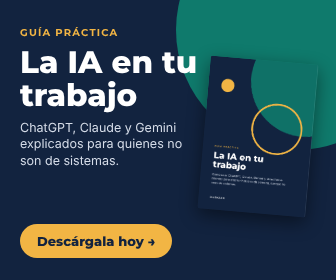 GUÍA PRÁCTICA
La IA en tu
trabajo
ChatGPT, Claude y Gemini
explicados para quienes no
son de sistemas.
Descárgala hoy →
La IA en tu
trabajo